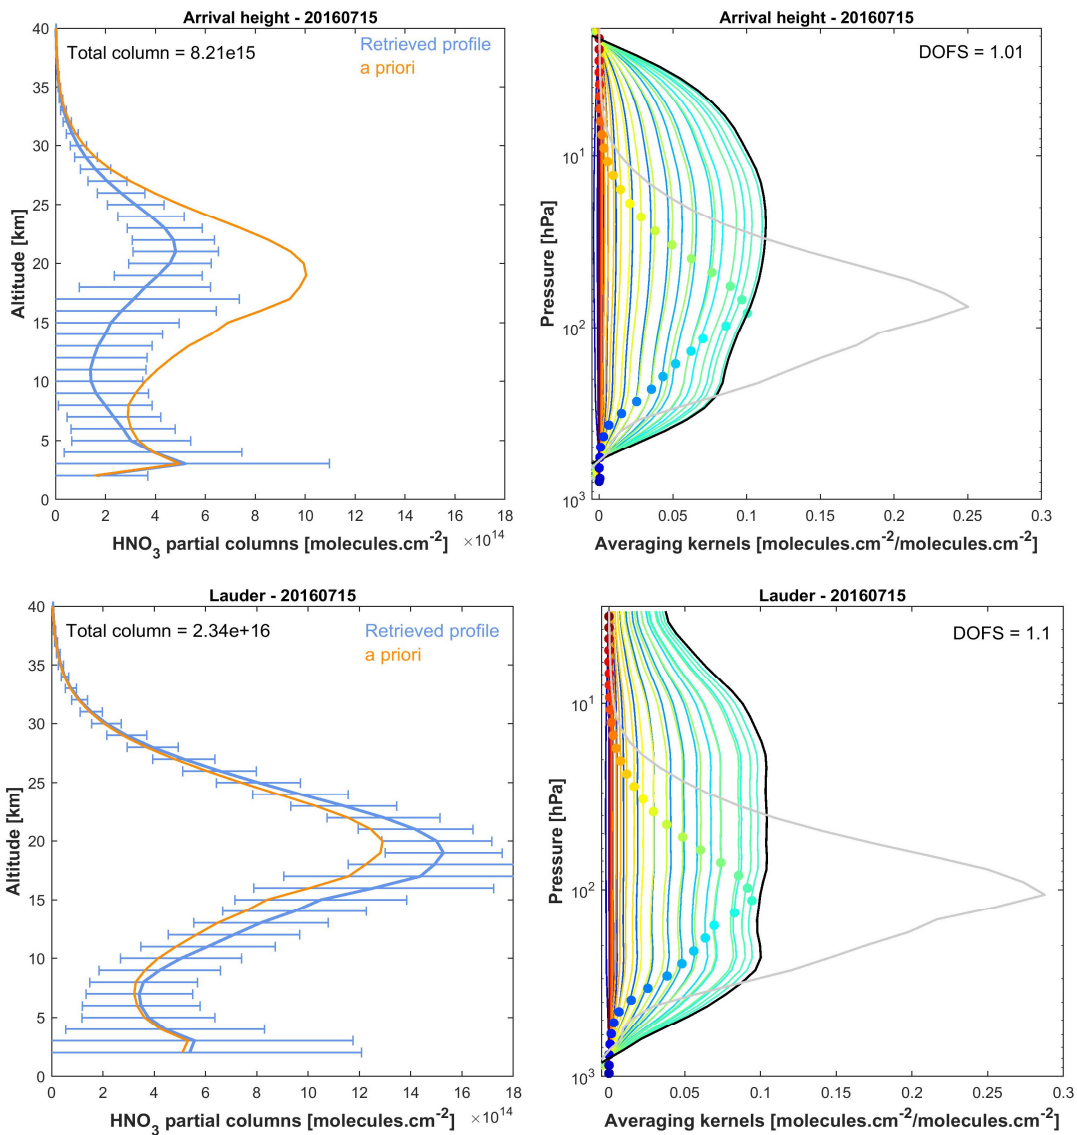 Arrival height - 20160715
Total column = 8.21e15
Retrieved profile
a priori
40
35
30
25
20
15
10
5
0
Altitude [km]
0 2 4 6 8 10 12 14 16 18
HNO3 partial columns [molecules.cm-2] ×10^14
Arrival height - 20160715
DOFS = 1.01
10^1
10^2
10^3
Pressure [hPa]
0 0.05 0.1 0.15 0.2 0.25 0.3
Averaging kernels [molecules.cm-2/molecules.cm-2]
Lauder - 20160715
Total column = 2.34e+16
Retrieved profile
a priori
40
35
30
25
20
15
10
5
0
Altitude [km]
0 2 4 6 8 10 12 14 16 18
HNO3 partial columns [molecules.cm-2] ×10^14
Lauder - 20160715
DOFS = 1.1
10^1
10^2
10^3
Pressure [hPa]
0 0.05 0.1 0.15 0.2 0.25 0.3
Averaging kernels [molecules.cm-2/molecules.cm-2]